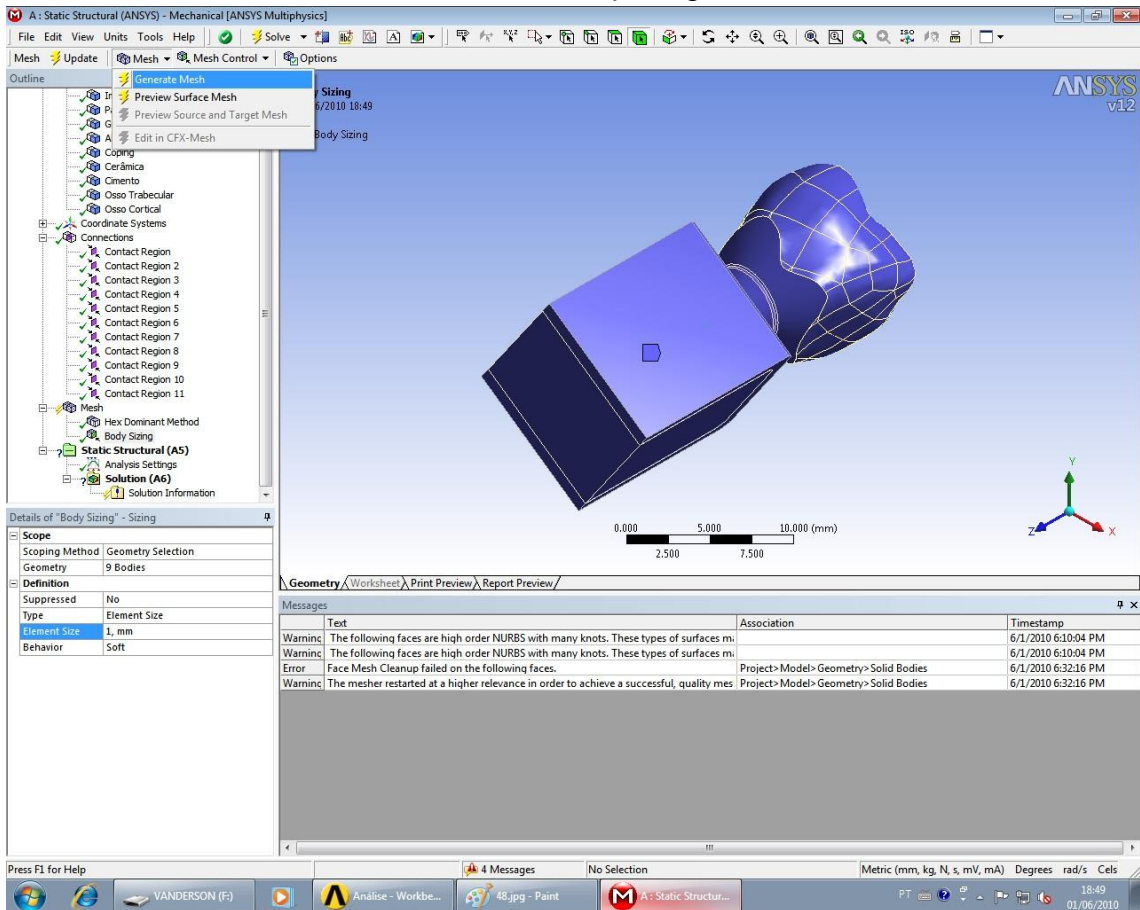 A : Static Structural (ANSYS) - Mechanical [ANSYS Multiphysics]
File Edit View Units Tools Help Solve
Mesh Update Mesh Mesh Control Options
Outline
Generate Mesh
Preview Surface Mesh
Preview Source and Target Mesh
Edit in CFX-Mesh
Coping
Cerâmica
Cimento
Osso Trabecular
Osso Cortical
Coordinate Systems
Connections
Contact Region
Contact Region 2
Contact Region 3
Contact Region 4
Contact Region 5
Contact Region 6
Contact Region 7
Contact Region 8
Contact Region 9
Contact Region 10
Contact Region 11
Mesh
Hex Dominant Method
Body Sizing
Static Structural (A5)
Analysis Settings
Solution (A6)
Solution Information
Sizing
6/2010 18:49
Body Sizing
ANSYS
v12
0.000 5.000 10.000 (mm)
2.500 7.500
Y
Z X
Details of "Body Sizing" - Sizing
Scope
Scoping Method Geometry Selection
Geometry 9 Bodies
Definition
Suppressed No
Type Element Size
Element Size 1, mm
Behavior Soft
Geometry Worksheet Print Preview Report Preview
Messages
Text Association Timestamp
Warning The following faces are high order NURBS with many knots. These types of surfaces 6/1/2010 6:10:04 PM
Warning The following faces are high order NURBS with many knots. These types of surfaces 6/1/2010 6:10:04 PM
Error Face Mesh Cleanup failed on the following faces. Project>Model>Geometry>Solid Bodies 6/1/2010 6:32:16 PM
Warning The mesher restarted at a higher relevance in order to achieve a successful, quality mes Project>Model>Geometry>Solid Bodies 6/1/2010 6:32:16 PM
Press F1 for Help 4 Messages No Selection Metric (mm, kg, N, s, mV, mA) Degrees rad/s Cels
VANDERSON (F:) Análise - Workbe... 48.jpg - Paint A : Static Structur... PT 18:49
01/06/2010